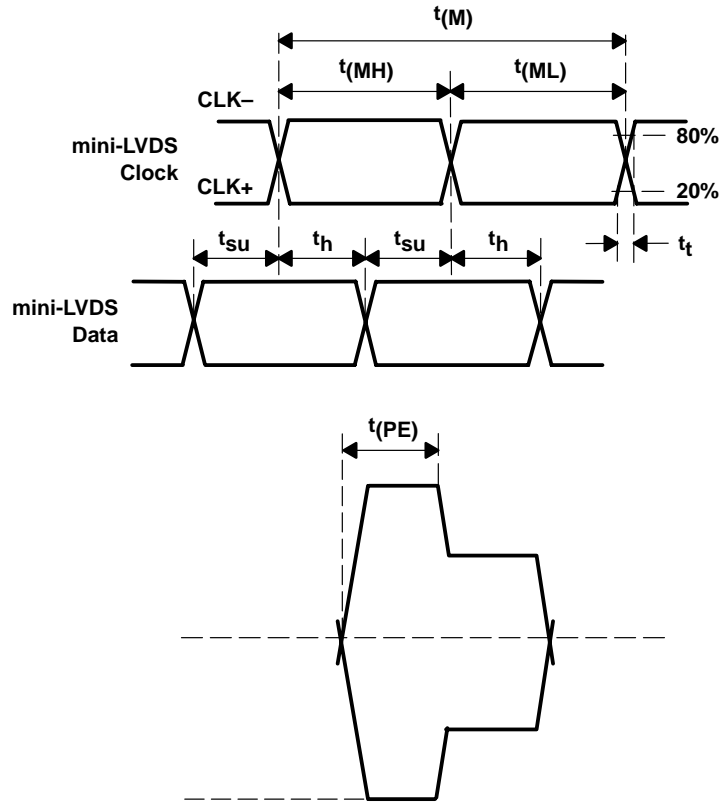 t(M)
t(MH) t(ML)
CLK–
80%
mini-LVDS
Clock
CLK+
20%
tsu th tsu th tt
mini-LVDS
Data
t(PE)